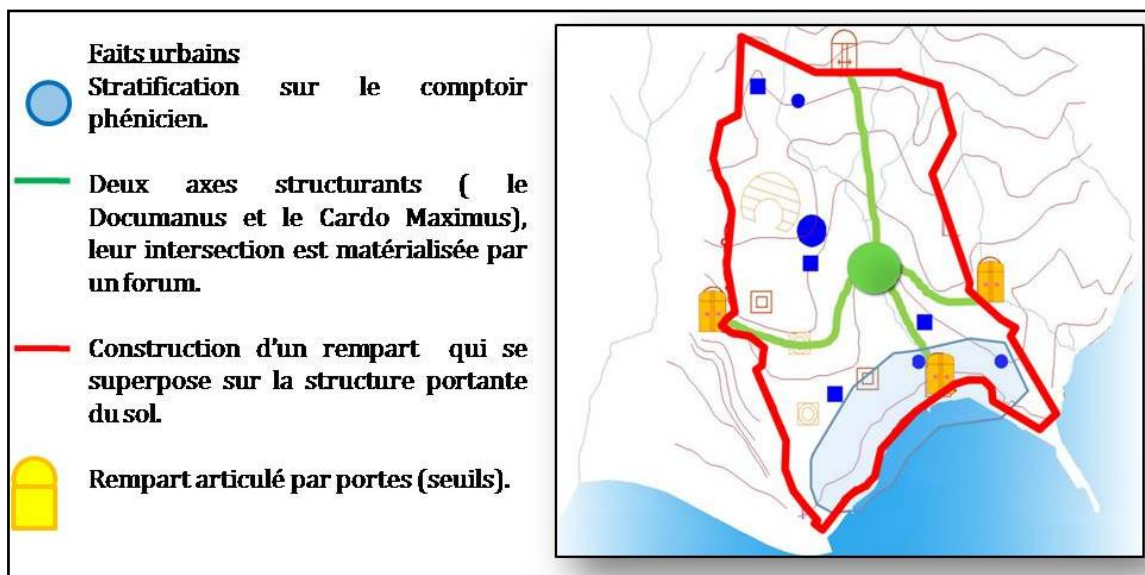 Faits urbains
Stratification sur le comptoir
phénicien.
Deux axes structurants ( le
Documanus et le Cardo Maximus),
leur intersection est matérialisée par
un forum.
Construction d'un rempart qui se
superpose sur la structure portante
du sol.
Rempart articulé par portes (seuils).